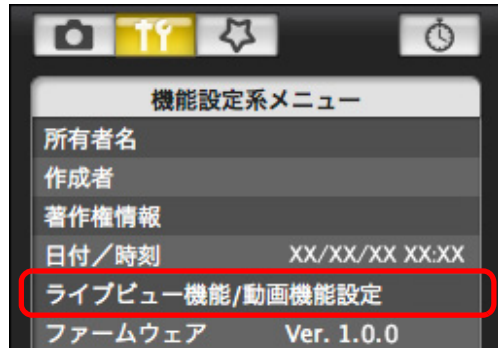 機能設定系メニュー
所有者名
作成者
著作権情報
日付／時刻 XX/XX/XX XX:XX
ライブビュー機能/動画機能設定
ファームウェア Ver. 1.0.0